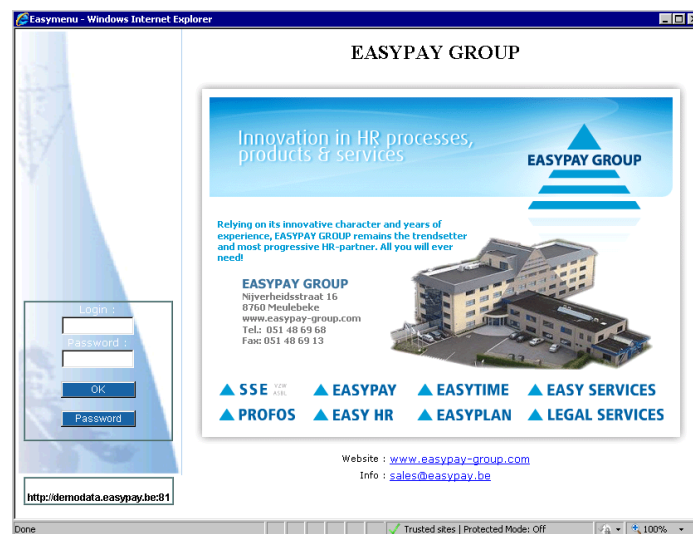 Easymenu - Windows Internet Explorer
EASYPAY GROUP
Innovation in HR processes,
products & services
EASYPAY GROUP
Relying on its innovative character and years of
experience, EASYPAY GROUP remains the trendsetter
and most progressive HR-partner. All you will ever
need!
EASYPAY GROUP
Nijverheidsstraat 16
8760 Meulebeke
www.easypay-group.com
Tel.: 051 48 69 68
Fax: 051 48 69 13
Login :
Password :
OK
Password
SSE VZW ASBL EASYPAY EASYTIME EASY SERVICES
PROFOS EASY HR EASYPLAN LEGAL SERVICES
Website : www.easypay-group.com
Info : sales@easypay.be
http://demodata.easypay.be:81
Done
Trusted sites | Protected Mode: Off
100%